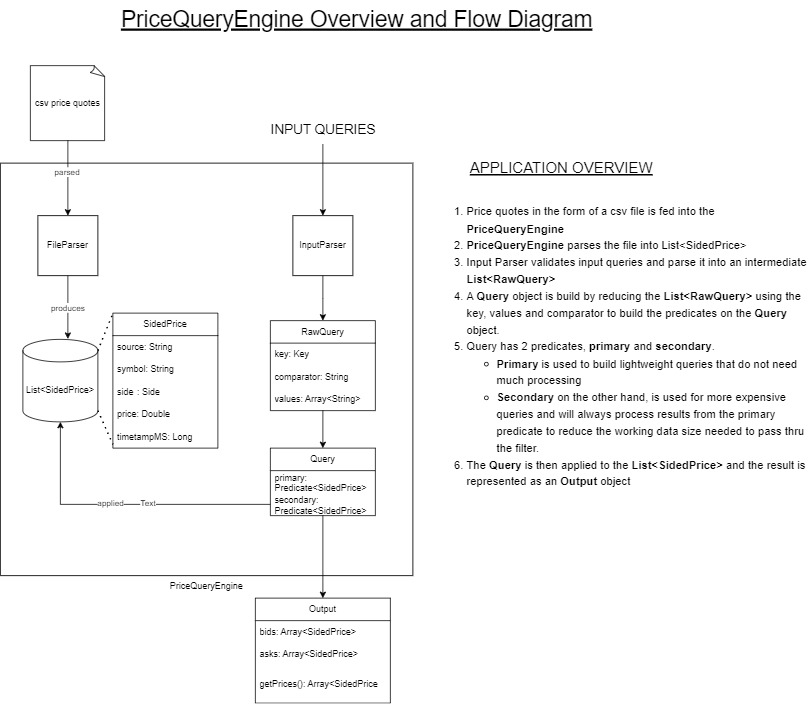 PriceQueryEngine Overview and Flow Diagram
csv price quotes
INPUT QUERIES
parsed
FileParser
InputParser
produces
SidedPrice
source: String
symbol: String
side : Side
price: Double
timetampMS: Long
List<SidedPrice>
RawQuery
key: Key
comparator: String
values: Array<String>
Query
primary:
Predicate<SidedPrice>
secondary:
Predicate<SidedPrice>
applied
Text
PriceQueryEngine
Output
bids: Array<SidedPrice>
asks: Array<SidedPrice>
getPrices(): Array<SidedPrice
APPLICATION OVERVIEW
1. Price quotes in the form of a csv file is fed into the
PriceQueryEngine
2. PriceQueryEngine parses the file into List<SidedPrice>
3. Input Parser validates input queries and parse it into an intermediate
List<RawQuery>
4. A Query object is build by reducing the List<RawQuery> using the
key, values and comparator to build the predicates on the Query
object.
5. Query has 2 predicates, primary and secondary.
Primary is used to build lightweight queries that do not need
much processing
Secondary on the other hand, is used for more expensive
queries and will always process results from the primary
predicate to reduce the working data size needed to pass thru
the filter.
6. The Query is then applied to the List<SidedPrice> and the result is
represented as an Output object